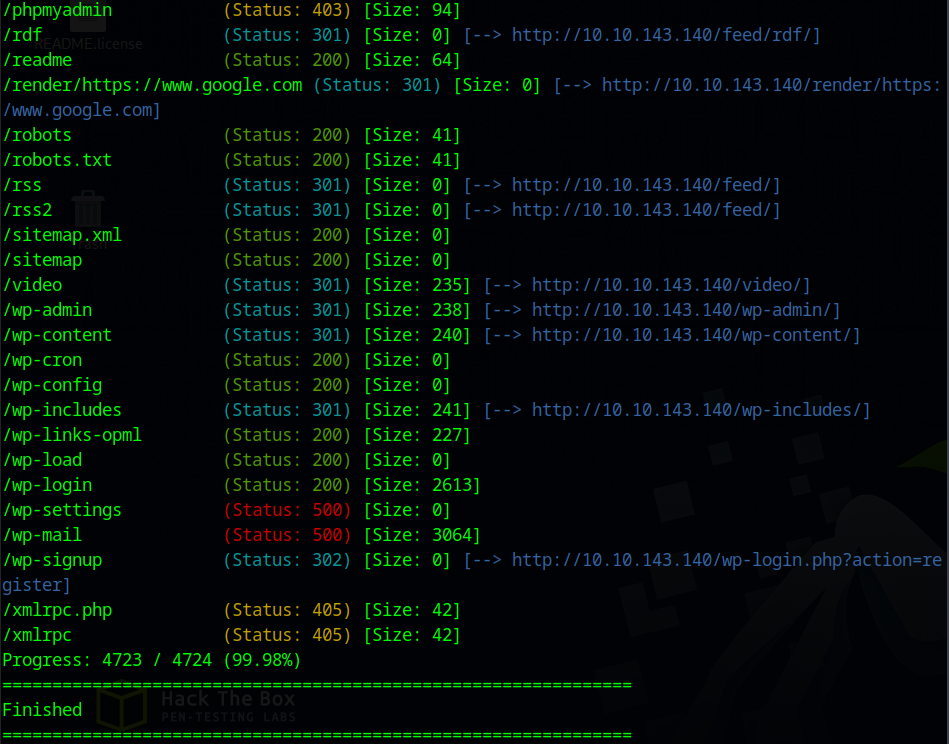 /phpmyadmin (Status: 403) [Size: 94]
/rdf (Status: 301) [Size: 0] [--> http://10.10.143.140/feed/rdf/]
README.license
/readme (Status: 200) [Size: 64]
/render/https://www.google.com (Status: 301) [Size: 0] [--> http://10.10.143.140/render/https:
/www.google.com]
/robots (Status: 200) [Size: 41]
/robots.txt (Status: 200) [Size: 41]
/rss (Status: 301) [Size: 0] [--> http://10.10.143.140/feed/]
/rss2 (Status: 301) [Size: 0] [--> http://10.10.143.140/feed/]
/sitemap.xml (Status: 200) [Size: 0]
/sitemap (Status: 200) [Size: 0]
/video (Status: 301) [Size: 235] [--> http://10.10.143.140/video/]
/wp-admin (Status: 301) [Size: 238] [--> http://10.10.143.140/wp-admin/]
/wp-content (Status: 301) [Size: 240] [--> http://10.10.143.140/wp-content/]
/wp-cron (Status: 200) [Size: 0]
/wp-config (Status: 200) [Size: 0]
/wp-includes (Status: 301) [Size: 241] [--> http://10.10.143.140/wp-includes/]
/wp-links-opml (Status: 200) [Size: 227]
/wp-load (Status: 200) [Size: 0]
/wp-login (Status: 200) [Size: 2613]
/wp-settings (Status: 500) [Size: 0]
/wp-mail (Status: 500) [Size: 3064]
/wp-signup (Status: 302) [Size: 0] [--> http://10.10.143.140/wp-login.php?action=re
gister]
/xmlrpc.php (Status: 405) [Size: 42]
/xmlrpc (Status: 405) [Size: 42]
Progress: 4723 / 4724 (99.98%)
===============================================================
Hack The Box
Finished
PEN-TESTING LABS
===============================================================